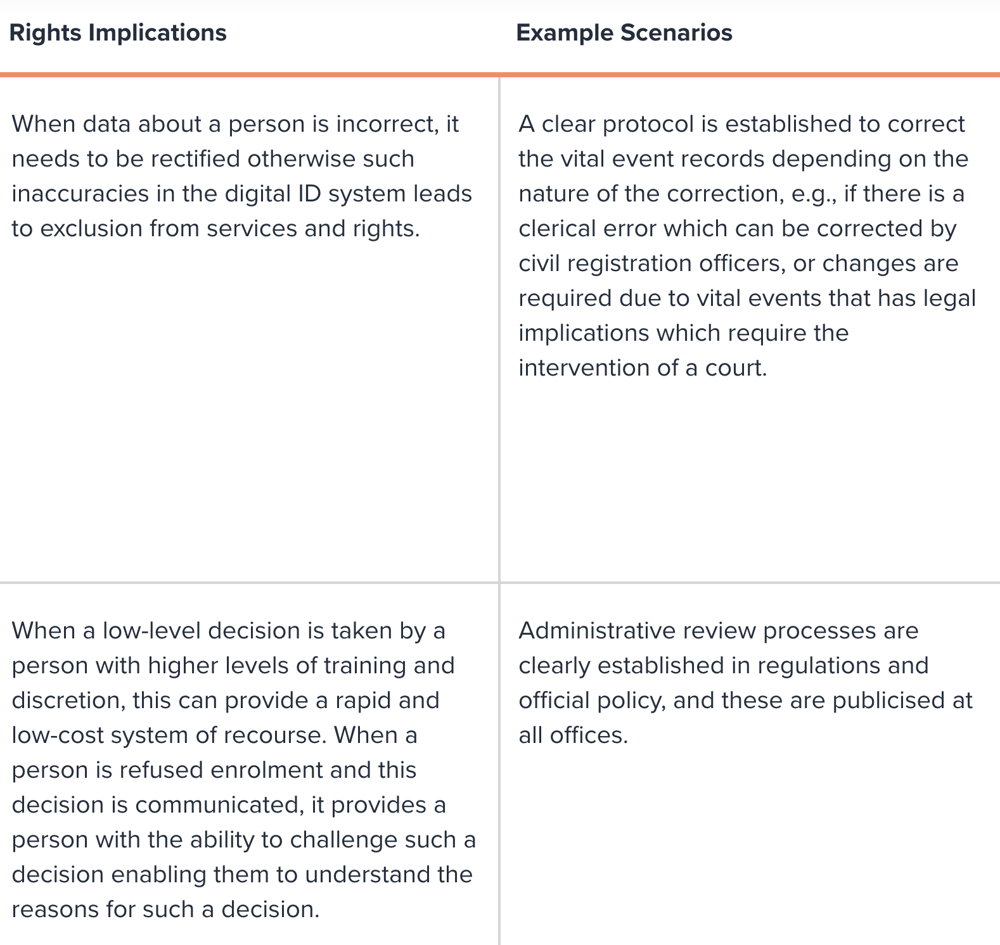 Rights Implications
Example Scenarios
When data about a person is incorrect, it
needs to be rectified otherwise such
inaccuracies in the digital ID system leads
to exclusion from services and rights.
A clear protocol is established to correct
the vital event records depending on the
nature of the correction, e.g., if there is a
clerical error which can be corrected by
civil registration officers, or changes are
required due to vital events that has legal
implications which require the
intervention of a court.
When a low-level decision is taken by a
person with higher levels of training and
discretion, this can provide a rapid and
low-cost system of recourse. When a
person is refused enrolment and this
decision is communicated, it provides a
person with the ability to challenge such a
decision enabling them to understand the
reasons for such a decision.
Administrative review processes are
clearly established in regulations and
official policy, and these are publicised at
all offices.